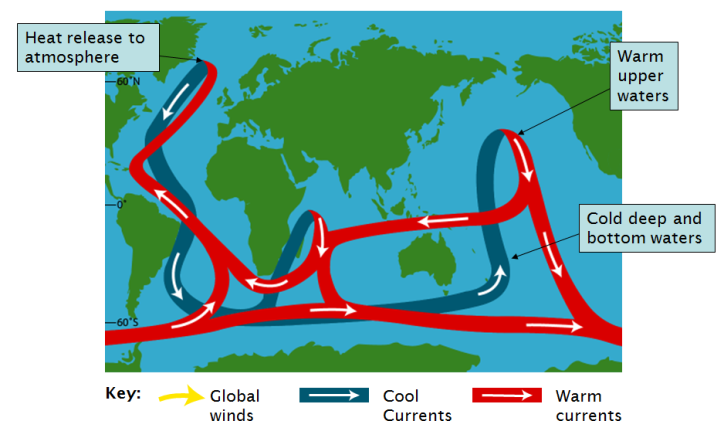 Heat release to
atmosphere
Warm
upper
waters
60°N
0°
Cold deep and
bottom waters
60°S
Key:
Global
winds
Cool
Currents
Warm
currents